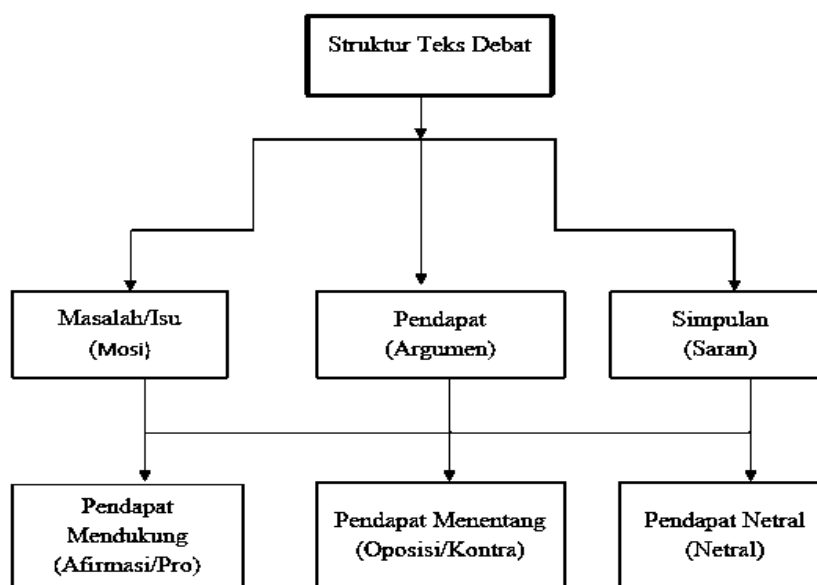 Struktur Teks Debat
Masalah/Isu
(Mosi)
Pendapat
(Argumen)
Simpulan
(Saran)
Pendapat
Mendukung
(Afirmasi/Pro)
Pendapat Menentang
(Oposisi/Kontra)
Pendapat Netral
(Netral)